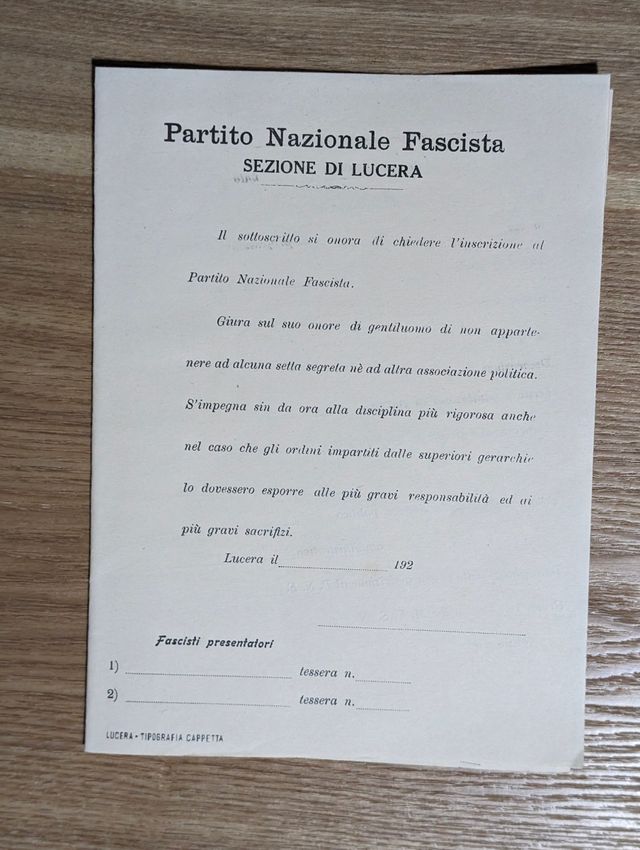 Partito Nazionale Fascista
SEZIONE DI LUCERA
Il sottoscritto si onora di chiedere l'inscrizione al
Partito Nazionale Fascista.
Giura sul suo onore di gentiluomo di non apparte-
nere ad alcuna setta segreta nè ad altra associazione politica.
S'impegna sin da ora alla disciplina più rigorosa anche
nel caso che gli ordini impartiti dalle superiori gerarchie
lo dovessero esporre alle più gravi responsabilità ed ai
più gravi sacrifizi.
Lucera il 192
Fascisti presentatori
1) tessera n.
2) tessera n.
LUCERA - TIPOGRAFIA CAPPETTA